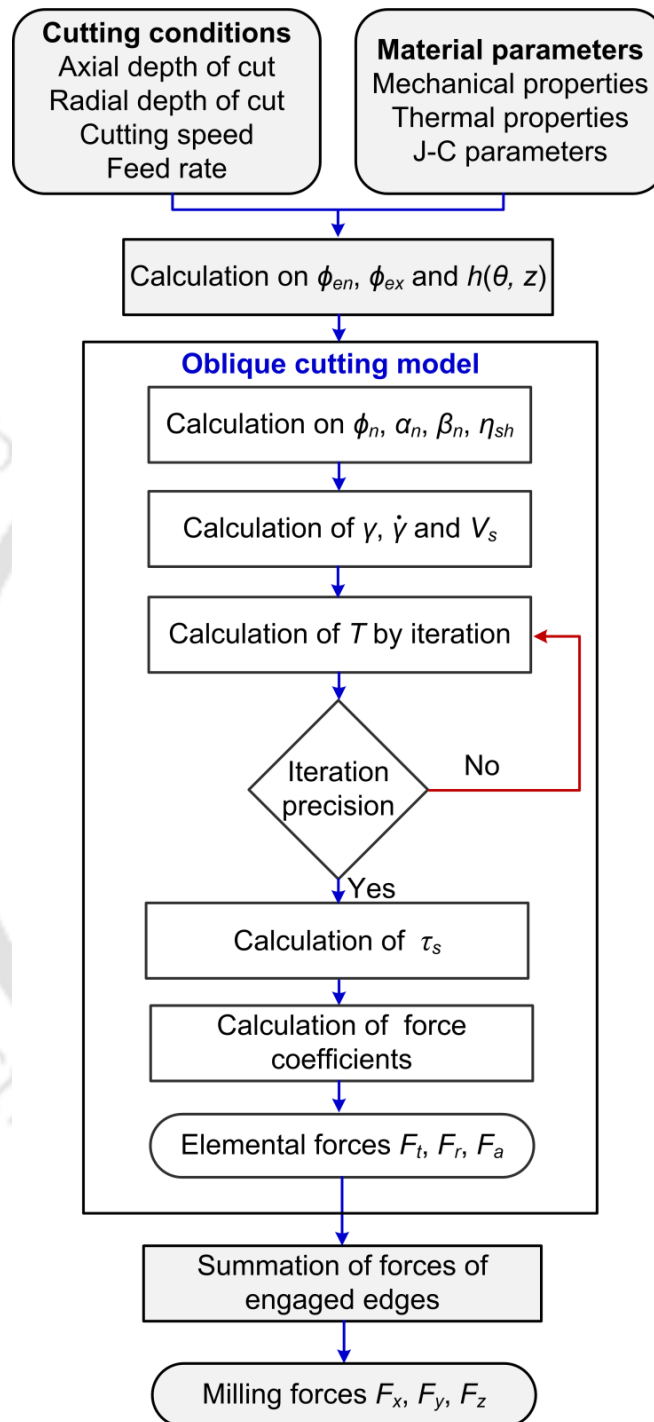 Cutting conditions
Axial depth of cut
Radial depth of cut
Cutting speed
Feed rate
Material parameters
Mechanical properties
Thermal properties
J-C parameters
Calculation on ϕen, ϕex and h(θ, z)
Oblique cutting model
Calculation on ϕn, αn, βn, ηsh
Calculation of γ, γ̇ and Vs
Calculation of T by iteration
Iteration
precision
No
Yes
Calculation of τs
Calculation of force
coefficients
Elemental forces Ft, Fr, Fa
Summation of forces of
engaged edges
Milling forces Fx, Fy, Fz